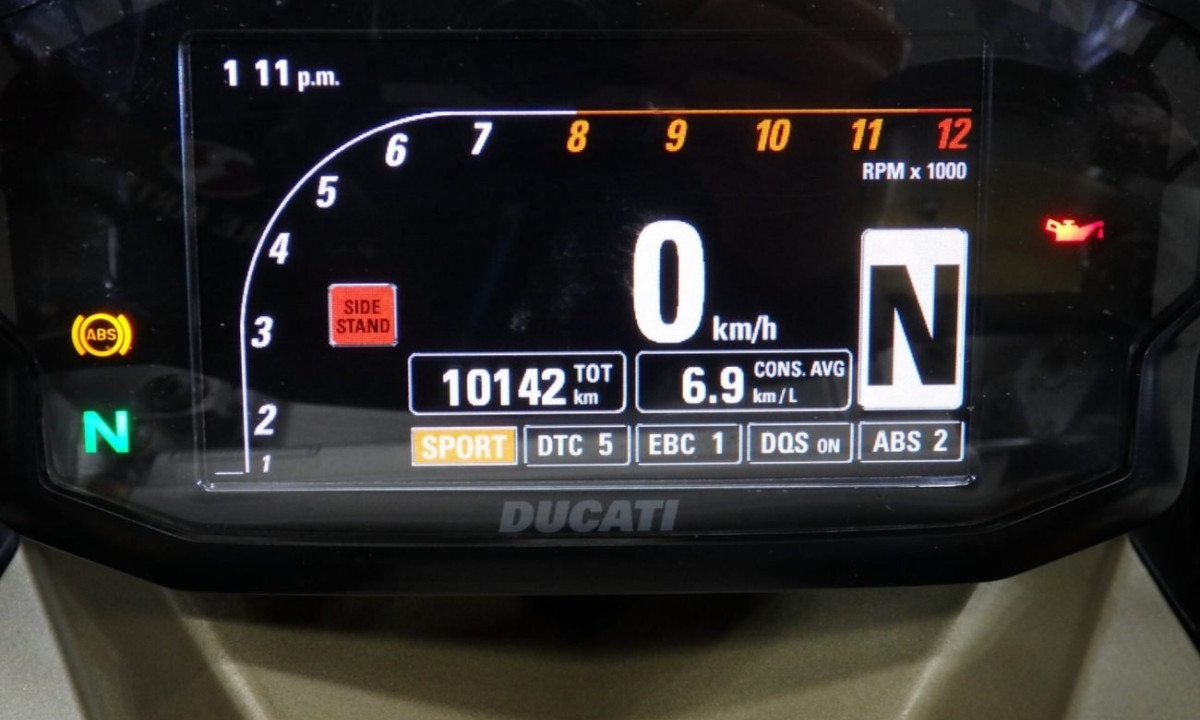 1 11 p.m.
1 2 3 4 5 6 7 8 9 10 11 12
RPM x 1000
SIDE
STAND
0 km/h
N
ABS
N
10142 TOT km
6.9 CONS. AVG km/L
SPORT DTC 5 EBC 1 DQS ON ABS 2
DUCATI